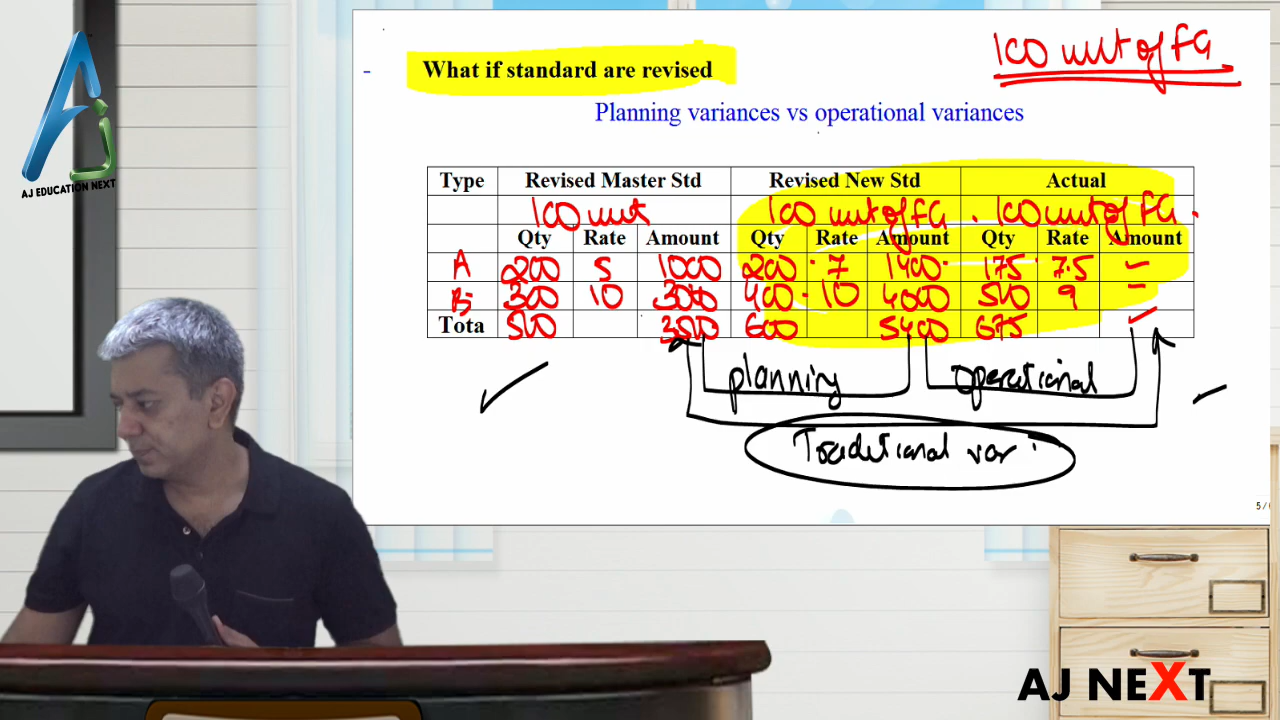 100 unit of FG
- What if standard are revised
Planning variances vs operational variances
AJ EDUCATION NEXT
Type Revised Master Std Revised New Std Actual
100 unit 100 unit of FG 100 unit of FG
Qty Rate Amount Qty Rate Amount Qty Rate Amount
A 200 5 1000 200 7 1400 175 7.5
B 300 10 3000 400 10 4000 500 9
Tota 500 3500 600 5400 675
planning operational
Traditional var
5/
AJ NEXT